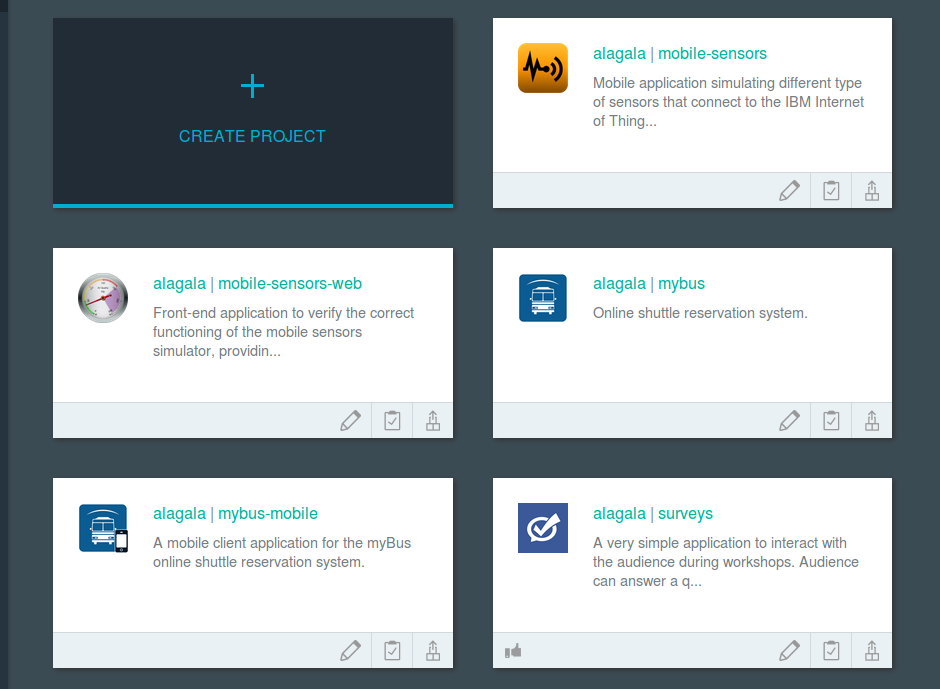 CREATE PROJECT
alagala | mobile-sensors
Mobile application simulating different type
of sensors that connect to the IBM Internet
of Thing...
alagala | mobile-sensors-web
Front-end application to verify the correct
functioning of the mobile sensors
simulator, providin...
alagala | mybus
Online shuttle reservation system.
alagala | mybus-mobile
A mobile client application for the myBus
online shuttle reservation system.
alagala | surveys
A very simple application to interact with
the audience during workshops. Audience
can answer a q...